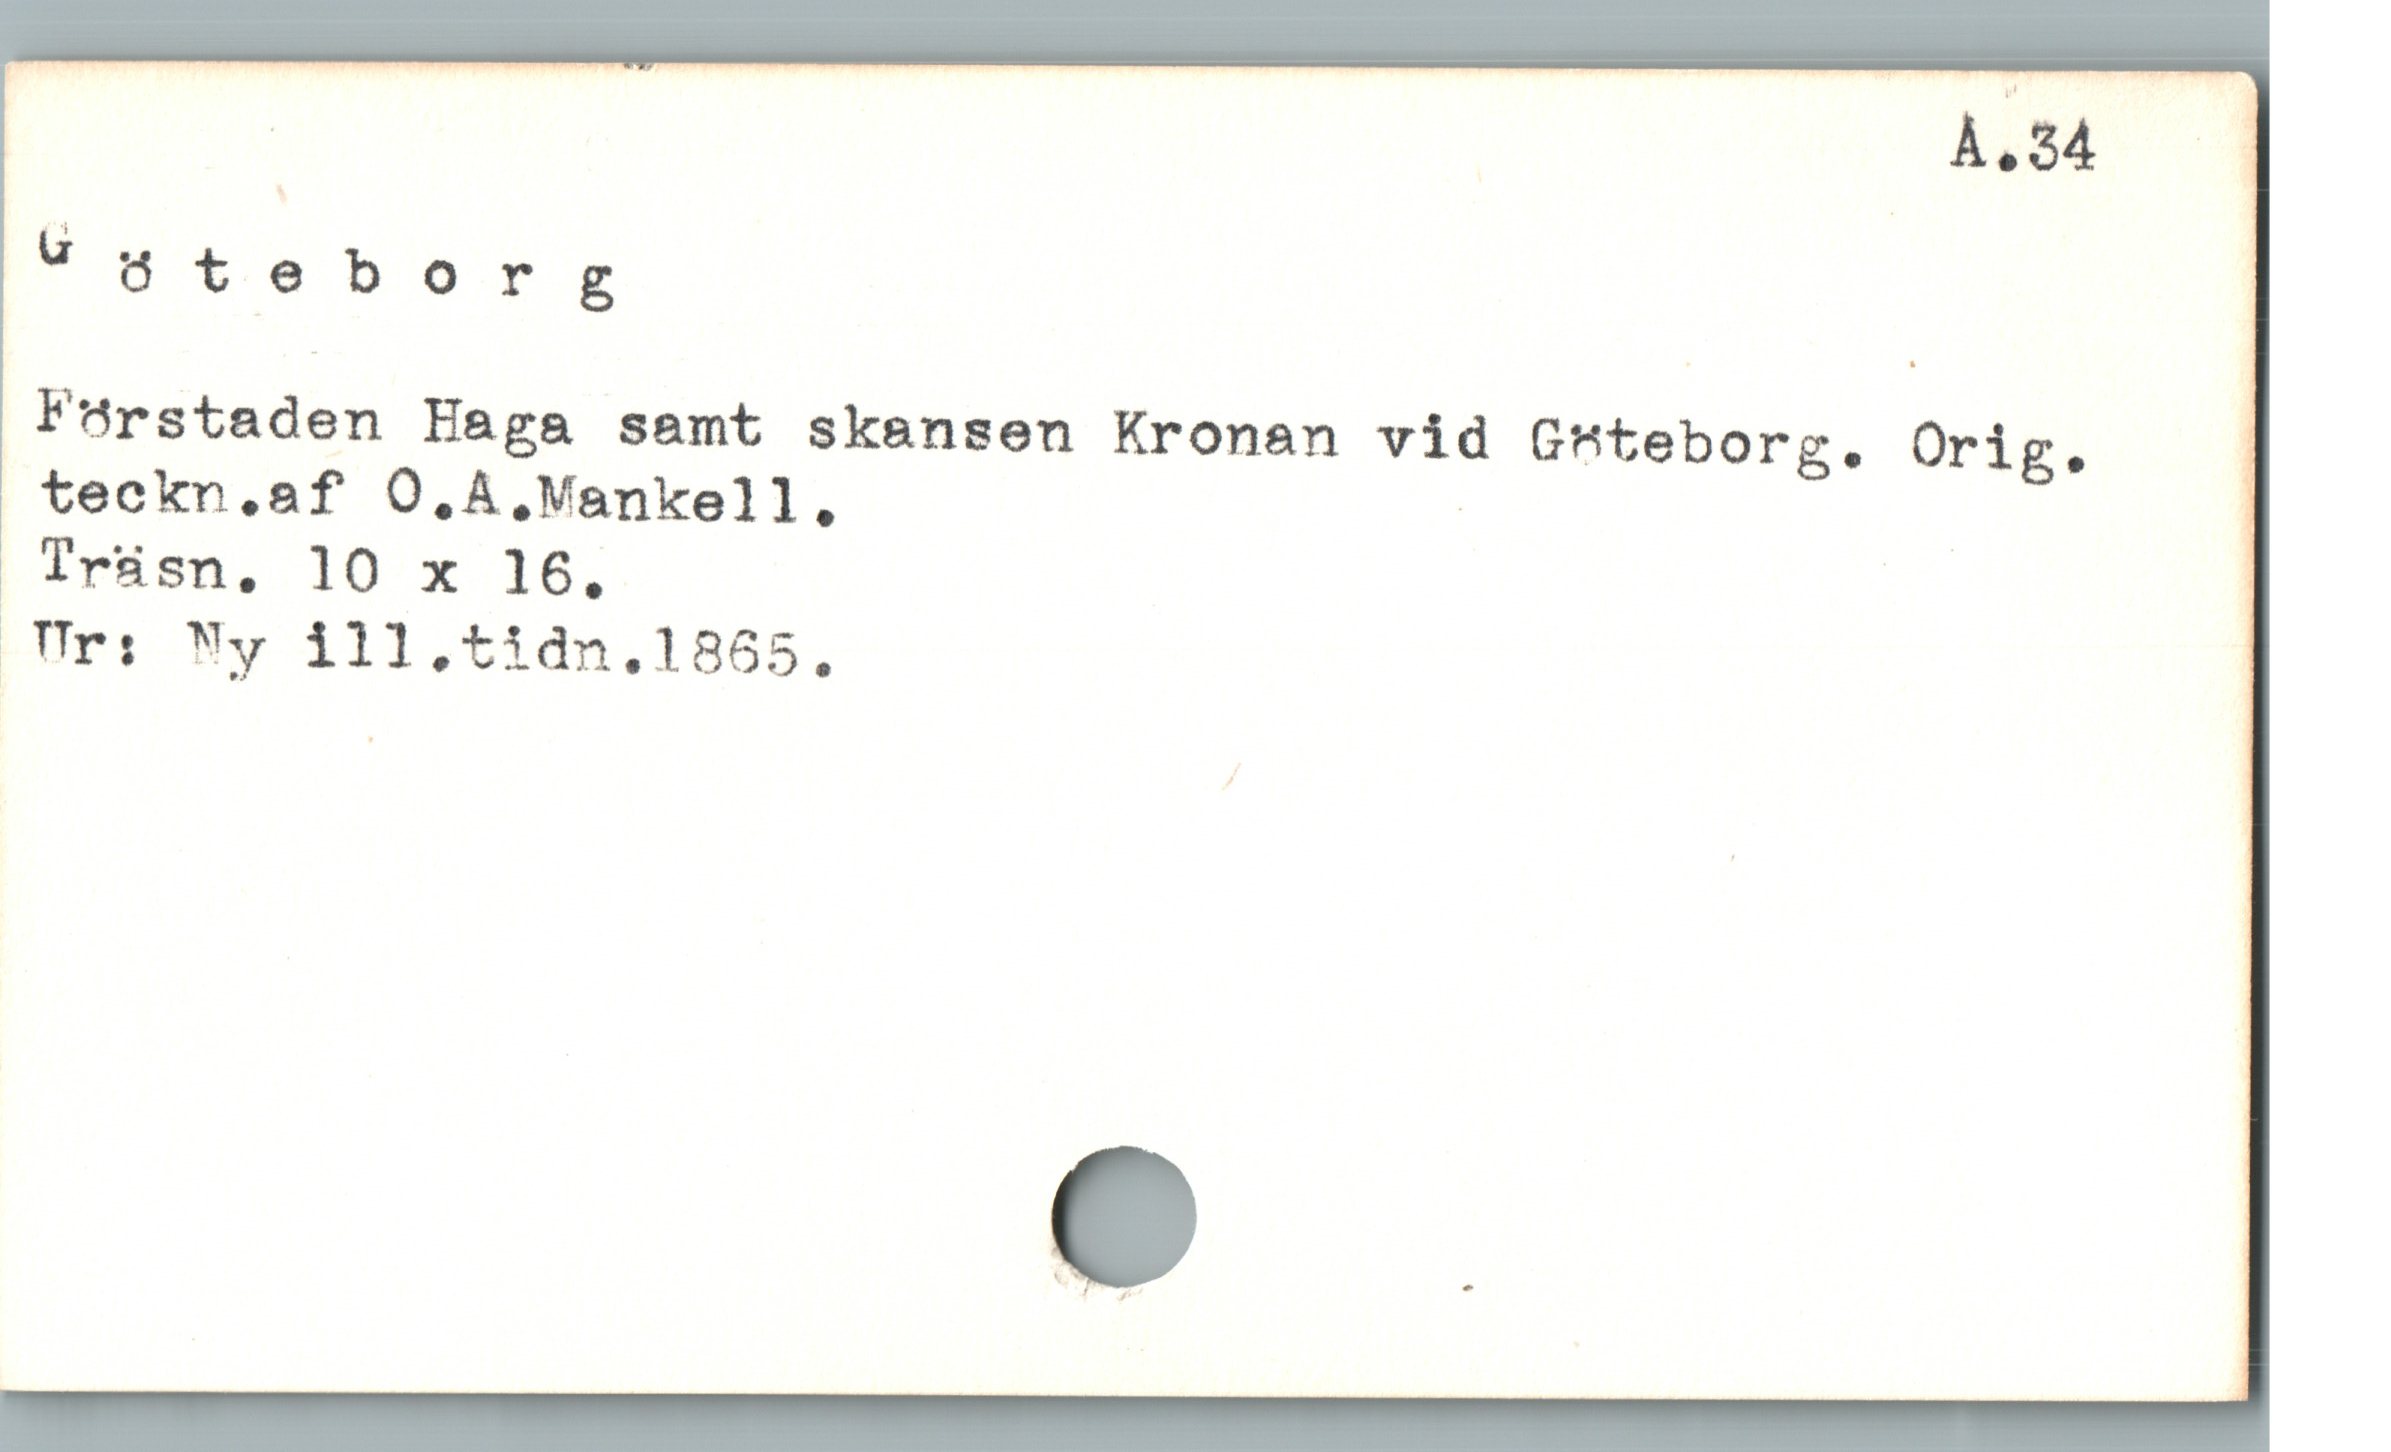 A.34
G ö t e b o r g
Förstaden Haga samt skansen Kronan vid Göteborg. Orig.
teckn.af O.A.Mankell.
Träsn. 10 x 16.
Ur: Ny ill.tidn.1865.